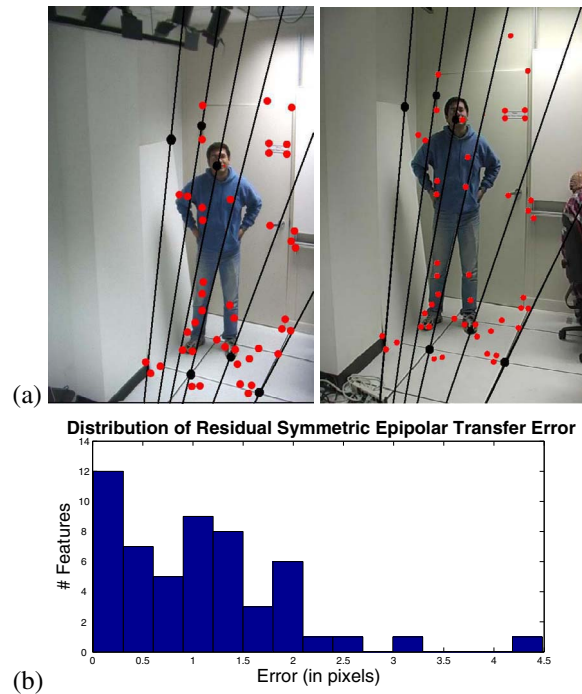 (a)
Distribution of Residual Symmetric Epipolar Transfer Error
14
12
10
8
6
4
2
0
# Features
0 0.5 1 1.5 2 2.5 3 3.5 4 4.5
Error (in pixels)
(b)